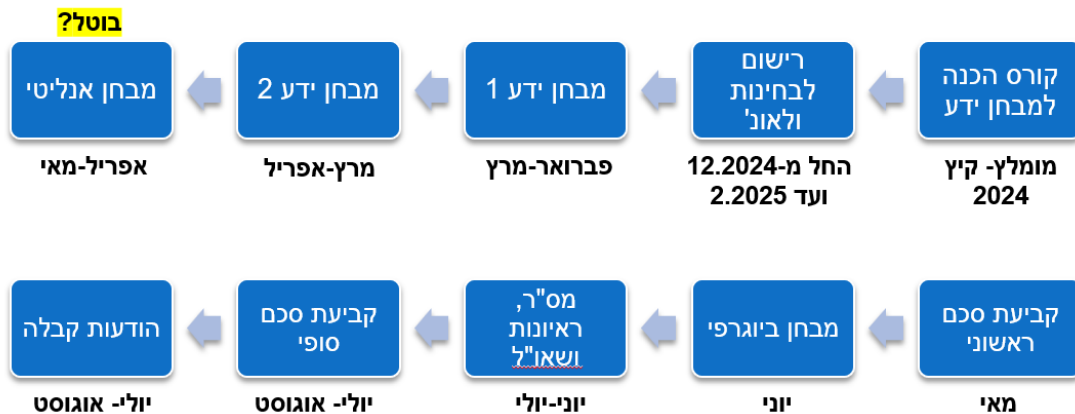 בוטל?
קורס הכנה
למבחן ידע
מומלץ- קיץ
2024
רישום
לבחינות
ולאונ'
החל מ-12.2024
ועד 2.2025
מבחן ידע 1
פברואר-מרץ
מבחן ידע 2
מרץ-אפריל
מבחן אנליטי
אפריל-מאי
קביעת סכם
ראשוני
מאי
מבחן ביוגרפי
יוני
מס"ר,
ראיונות
ושאו"ל
יוני-יולי
קביעת סכם
סופי
יולי- אוגוסט
הודעות קבלה
יולי- אוגוסט